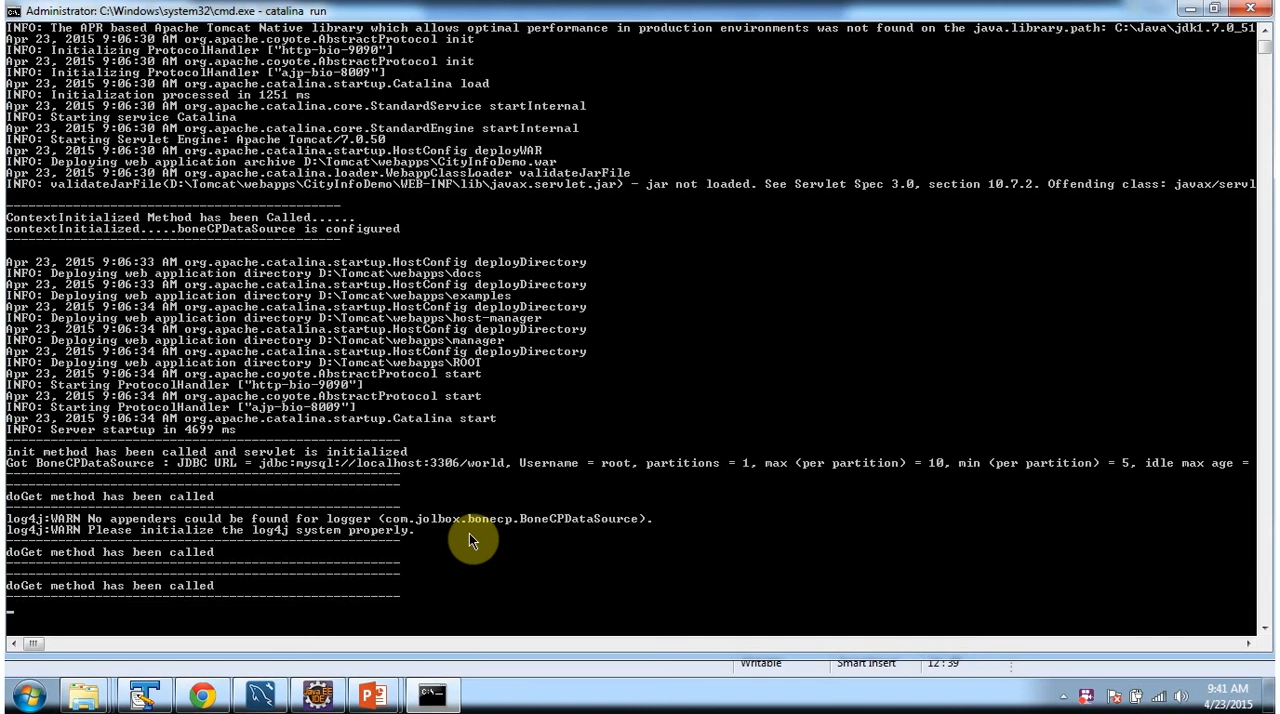 Administrator: C:\Windows\system32\cmd.exe - catalina run
INFO: The APR based Apache Tomcat Native library which allows optimal performance in production environments was not found on the java.library.path: C:\Java\jdk1.7.0_51
Apr 23, 2015 9:06:30 AM org.apache.coyote.AbstractProtocol init
INFO: Initializing ProtocolHandler ["http-bio-9090"]
Apr 23, 2015 9:06:30 AM org.apache.coyote.AbstractProtocol init
INFO: Initializing ProtocolHandler ["ajp-bio-8009"]
Apr 23, 2015 9:06:30 AM org.apache.catalina.startup.Catalina load
INFO: Initialization processed in 1251 ms
Apr 23, 2015 9:06:30 AM org.apache.catalina.core.StandardService startInternal
INFO: Starting service Catalina
Apr 23, 2015 9:06:30 AM org.apache.catalina.core.StandardEngine startInternal
INFO: Starting Servlet Engine: Apache Tomcat/7.0.50
Apr 23, 2015 9:06:30 AM org.apache.catalina.startup.HostConfig deployWAR
INFO: Deploying web application archive D:\Tomcat\webapps\CityInfoDemo.war
Apr 23, 2015 9:06:30 AM org.apache.catalina.loader.WebappClassLoader validateJarFile
INFO: validateJarFile(D:\Tomcat\webapps\CityInfoDemo\WEB-INF\lib\javax.servlet.jar) - jar not loaded. See Servlet Spec 3.0, section 10.7.2. Offending class: javax/servl
---------------------------------------------
ContextInitialized Method has been Called......
contextInitialized.....boneCPDataSource is configured
---------------------------------------------
Apr 23, 2015 9:06:33 AM org.apache.catalina.startup.HostConfig deployDirectory
INFO: Deploying web application directory D:\Tomcat\webapps\docs
Apr 23, 2015 9:06:33 AM org.apache.catalina.startup.HostConfig deployDirectory
INFO: Deploying web application directory D:\Tomcat\webapps\examples
Apr 23, 2015 9:06:34 AM org.apache.catalina.startup.HostConfig deployDirectory
INFO: Deploying web application directory D:\Tomcat\webapps\host-manager
Apr 23, 2015 9:06:34 AM org.apache.catalina.startup.HostConfig deployDirectory
INFO: Deploying web application directory D:\Tomcat\webapps\manager
Apr 23, 2015 9:06:34 AM org.apache.catalina.startup.HostConfig deployDirectory
INFO: Deploying web application directory D:\Tomcat\webapps\ROOT
Apr 23, 2015 9:06:34 AM org.apache.coyote.AbstractProtocol start
INFO: Starting ProtocolHandler ["http-bio-9090"]
Apr 23, 2015 9:06:34 AM org.apache.coyote.AbstractProtocol start
INFO: Starting ProtocolHandler ["ajp-bio-8009"]
Apr 23, 2015 9:06:34 AM org.apache.catalina.startup.Catalina start
INFO: Server startup in 4699 ms
-----------------------------------------------------
init method has been called and servlet is initialized
Got BoneCPDataSource : JDBC URL = jdbc:mysql://localhost:3306/world, Username = root, partitions = 1, max (per partition) = 10, min (per partition) = 5, idle max age =
-----------------------------------------------------
-----------------------------------------------------
doGet method has been called
-----------------------------------------------------
log4j:WARN No appenders could be found for logger (com.jolbox.bonecp.BoneCPDataSource).
log4j:WARN Please initialize the log4j system properly.
-----------------------------------------------------
doGet method has been called
-----------------------------------------------------
-----------------------------------------------------
doGet method has been called
-----------------------------------------------------
Writable Smart Insert 12 : 39
Java EE IDE
9:41 AM
4/23/2015